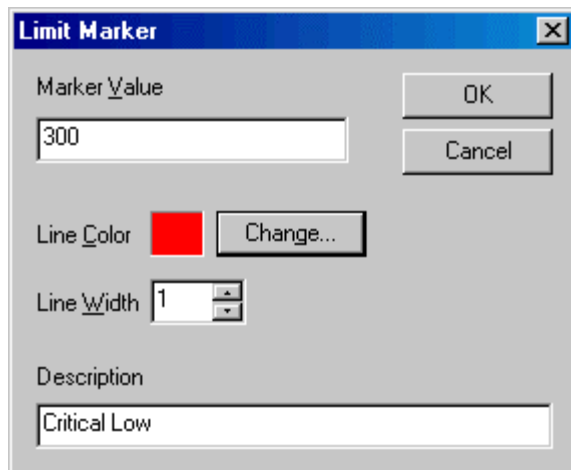 Limit Marker
Marker Value
OK
300
Cancel
Line Color
Change...
Line Width
1
Description
Critical Low